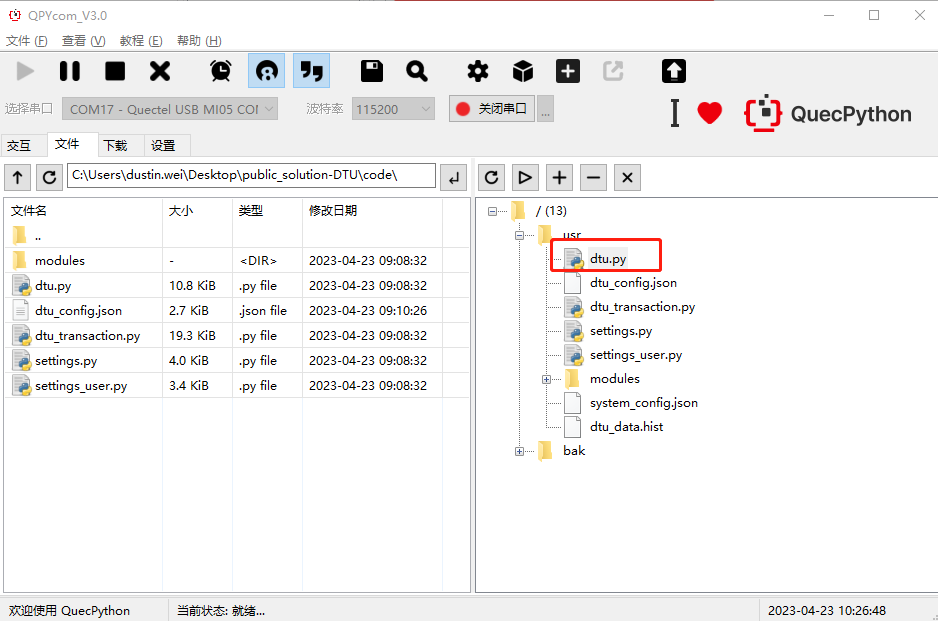 QPYcom_V3.0
文件 (F) 查看 (V) 教程 (E) 帮助 (H)
选择串口 COM17 - Quectel USB MI05 COM 波特率 115200 关闭串口 ... QuecPython
交互 文件 下载 设置
C:\Users\dustin.wei\Desktop\public_solution-DTU\code\
文件名 大小 类型 修改日期
..
modules - <DIR> 2023-04-23 09:08:32
dtu.py 10.8 KiB .py file 2023-04-23 09:08:32
dtu_config.json 2.7 KiB .json file 2023-04-23 09:10:26
dtu_transaction.py 19.3 KiB .py file 2023-04-23 09:08:32
settings.py 4.0 KiB .py file 2023-04-23 09:08:32
settings_user.py 3.4 KiB .py file 2023-04-23 09:08:32
/ (13)
usr
dtu.py
dtu_config.json
dtu_transaction.py
settings.py
settings_user.py
modules
system_config.json
dtu_data.hist
bak
欢迎使用 QuecPython 当前状态: 就绪... 2023-04-23 10:26:48